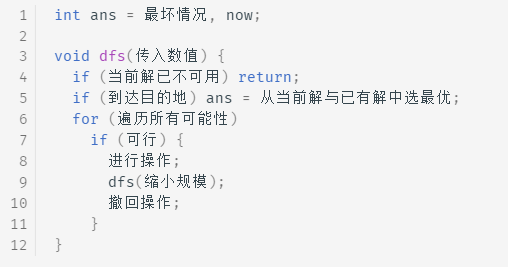 1 int ans = 最坏情况, now;
2
3 void dfs(传入数值) {
4   if (当前解已不可用) return;
5   if (到达目的地) ans = 从当前解与已有解中选最优;
6   for (遍历所有可能性)
7     if (可行) {
8       进行操作;
9       dfs(缩小规模);
10       撤回操作;
11     }
12 }